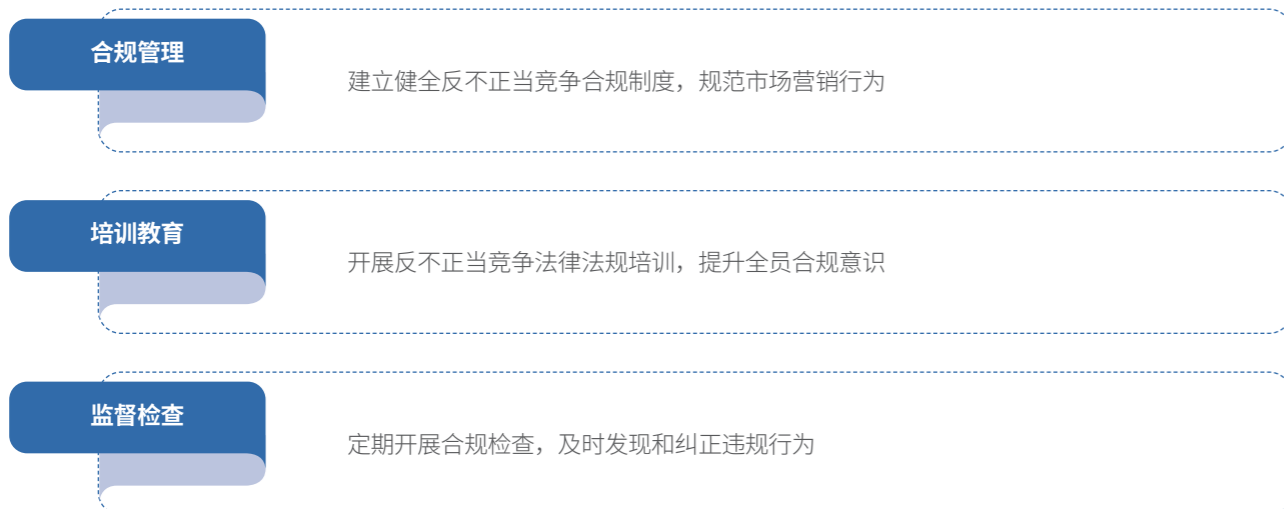 合规管理
建立健全反不正当竞争合规制度，规范市场营销行为
培训教育
开展反不正当竞争法律法规培训，提升全员合规意识
监督检查
定期开展合规检查，及时发现和纠正违规行为